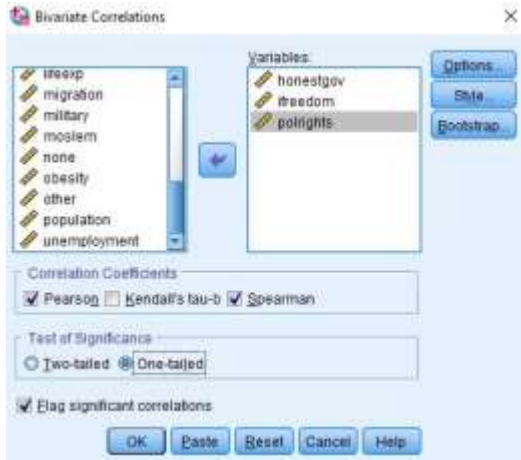 Bivariate Correlations
lifeexp
migration
military
moslem
none
obesity
other
population
unemployment
Variables
honestgov
ifreedom
polrights
Options...
Style...
Bootstrap...
Correlation Coefficients
Pearson Kendall's tau-b Spearman
Test of Significance
Two-tailed One-tailed
Flag significant correlations
OK Paste Reset Cancel Help